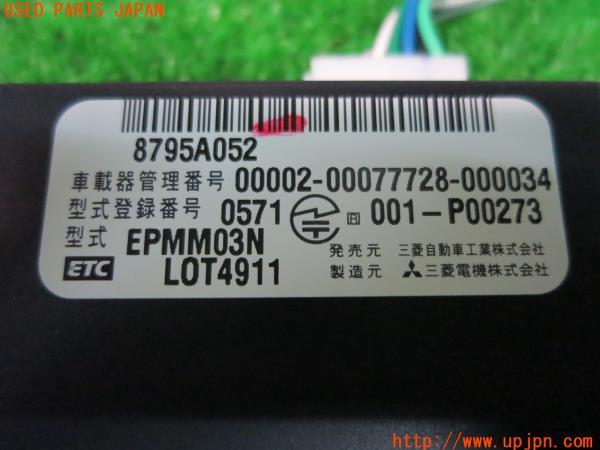 USED PARTS JAPAN
8795A052
車載器管理番号 00002-00077728-000034
型式登録番号 0571 R 001-P00273
型式 EPMM03N
発売元 三菱自動車工業株式会社
ETC LOT4911
製造元 三菱電機株式会社
http://www.upjpn.com/